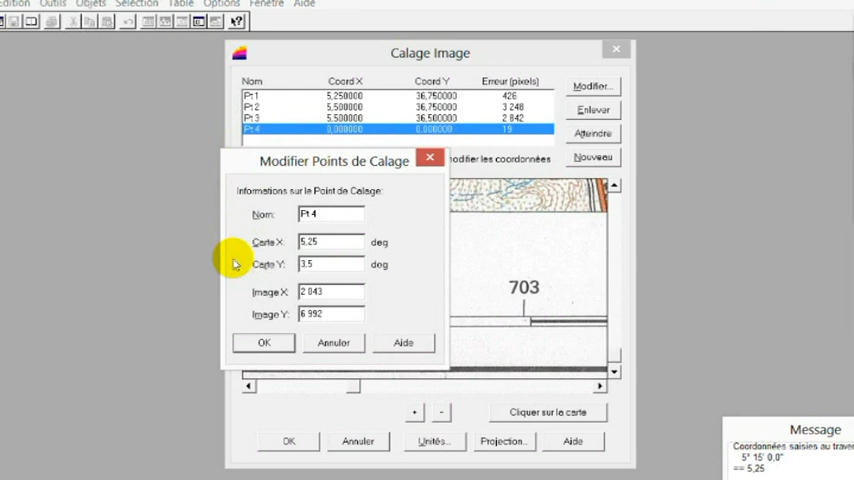 Edition Outils Objets Sélection Table Options Fenêtre Aide
Calage Image
Nom Coord X Coord Y Erreur (pixels)
Pt 1 5,250000 36,750000 426
Pt 2 5,500000 36,750000 3 248
Pt 3 5,500000 36,500000 2 842
Pt 4 0,000000 0,000000 19
Modifier...
Enlever
Atteindre
Nouveau
modifier les coordonnées
Modifier Points de Calage
Informations sur le Point de Calage:
Nom: Pt 4
Carte X: 5,25 deg
Carte Y: 3,5 deg
Image X: 2 043
Image Y: 6 992
OK Annuler Aide
703
+ - Cliquer sur la carte
OK Annuler Unités... Projection... Aide
Message
Coordonnées saisies au traver
5° 15' 0,0"
== 5,25